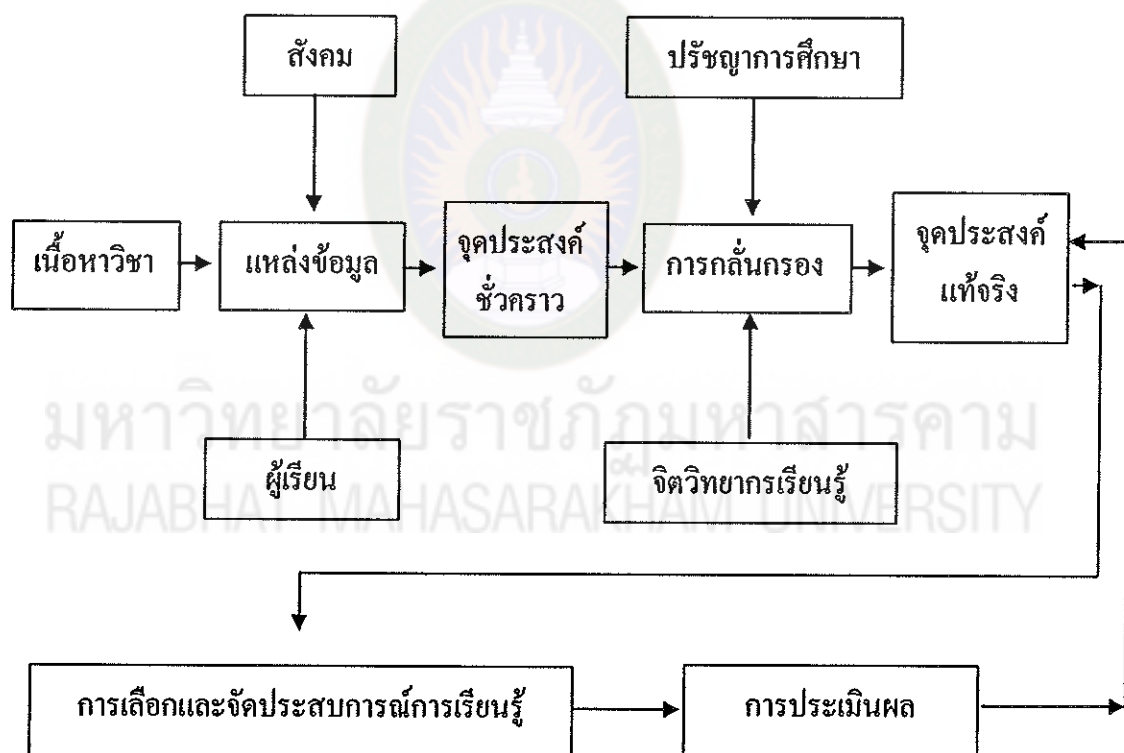 สังคม
ปรัชญาการศึกษา
เนื้อหาวิชา
แหล่งข้อมูล
จุดประสงค์
ชั่วคราว
การกลั่นกรอง
จุดประสงค์
แท้จริง
ผู้เรียน
จิตวิทยากรเรียนรู้
มหาวิทยาลัยราชภัฏมหาสารคาม
RAJABHAT MAHASARAKHAM UNIVERSITY
การเลือกและจัดประสบการณ์การเรียนรู้
การประเมินผล